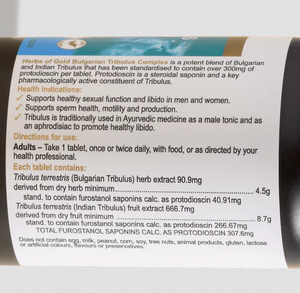 Herbs of Gold Bulgarian Tribulus Complex is a potent blend of Bulgarian
and Indian Tribulus that has been standardised to contain over 300mg of
protodioscin per tablet. Protodioscin is a steroidal saponin and a key
pharmacologically active constituent of Tribulus.
Health indications:
✓ Supports healthy sexual function and libido in men and women.
✓ Supports sperm health, motility and production.
✓ Tribulus is traditionally used in Ayurvedic medicine as a male tonic and as
an aphrodisiac to promote healthy libido.
Directions for use:
Adults – Take 1 tablet, once or twice daily, with food, or as directed by your
health professional.
Each tablet contains:
Tribulus terrestris (Bulgarian Tribulus) herb extract 90.9mg
derived from dry herb minimum 4.5g
stand. to contain furostanol saponins calc. as protodioscin 40.91mg
Tribulus terrestris (Indian Tribulus) fruit extract 666.7mg
derived from dry fruit minimum 8.7g
stand. to contain furostanol saponins calc. as protodioscin 266.67mg
TOTAL FUROSTANOL SAPONINS CALC. AS PROTODIOSCIN 307.6mg
Does not contain egg, milk, peanut, corn, soy, tree nuts, animal products, gluten, lactose
or artificial colours, flavours or preservatives.